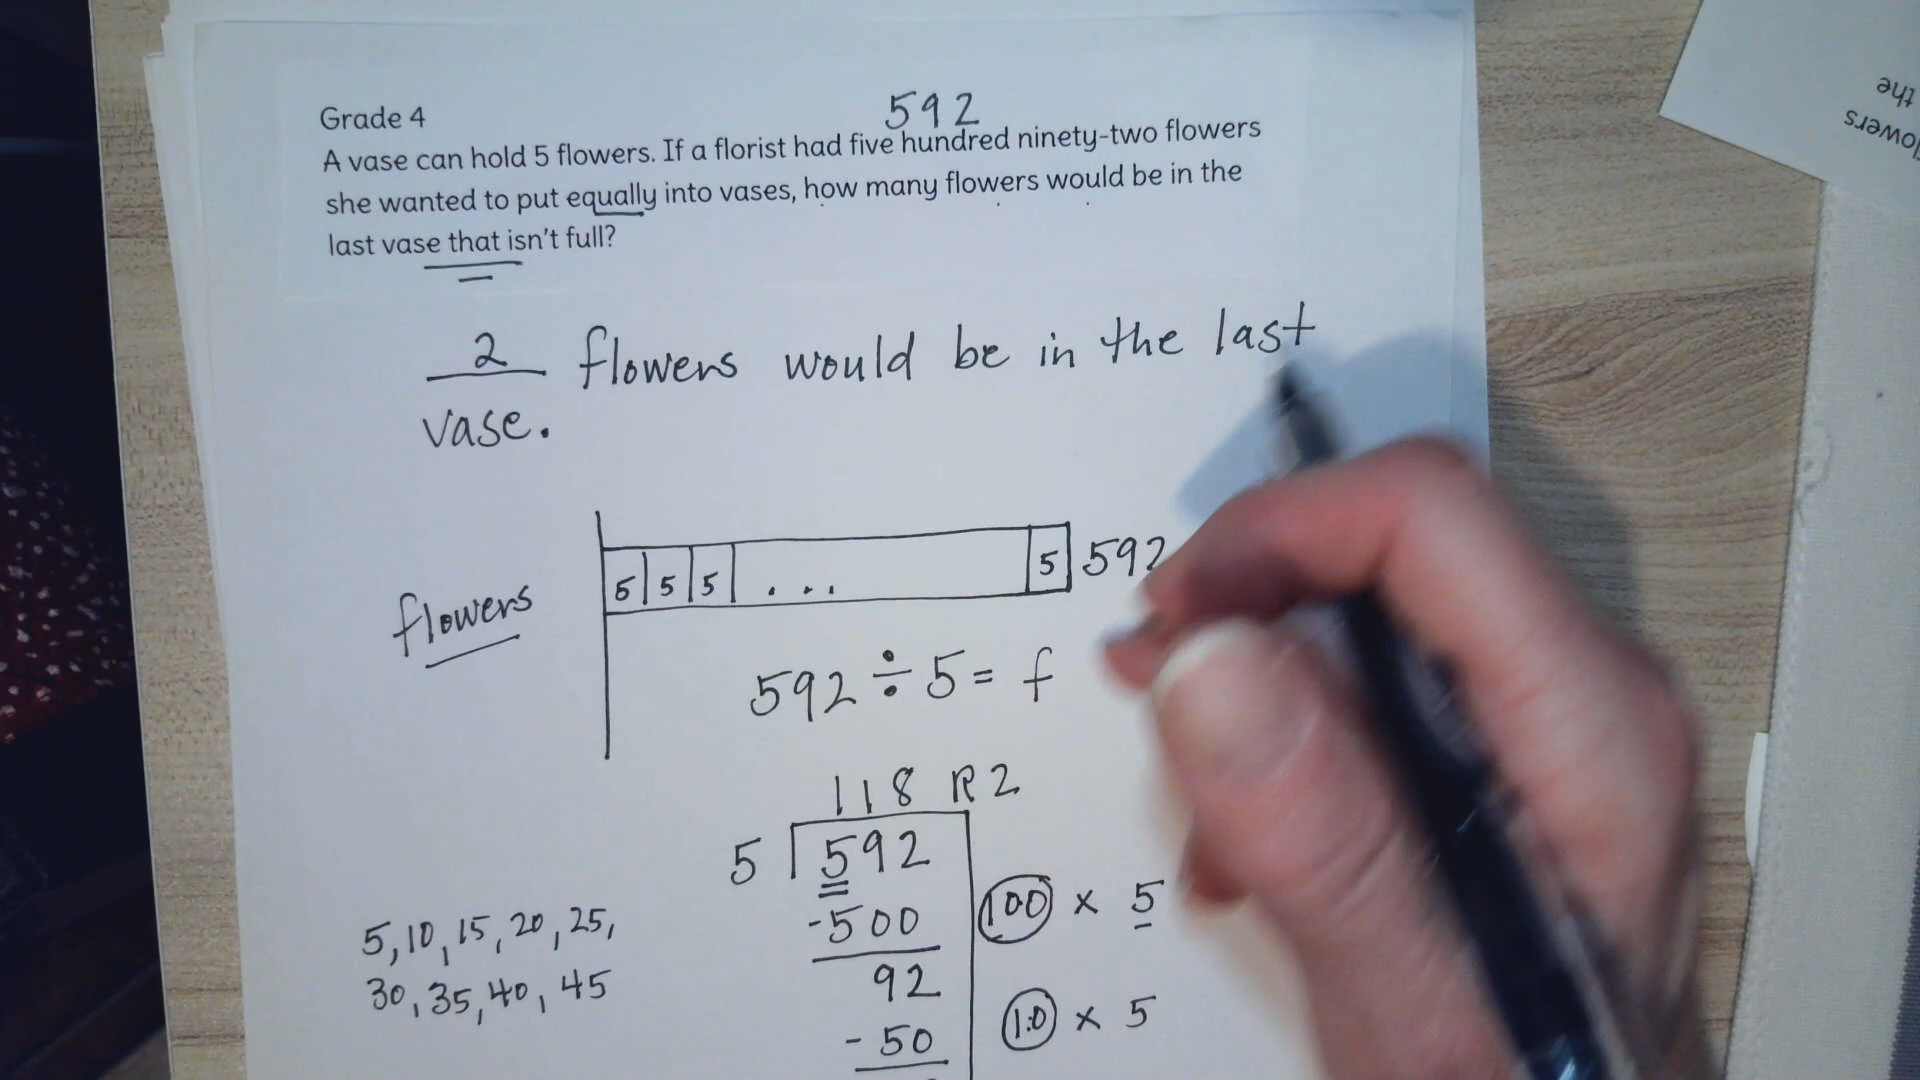 Grade 4
592
A vase can hold 5 flowers. If a florist had five hundred ninety-two flowers
she wanted to put equally into vases, how many flowers would be in the
last vase that isn't full?
2 flowers would be in the last
vase.
5 5 5 ... 5 592
flowers
592 ÷ 5 = f
118 R 2
5 592
-500 100 x 5
92
-50 10 x 5
5, 10, 15, 20, 25,
30, 35, 40, 45
the
flowers